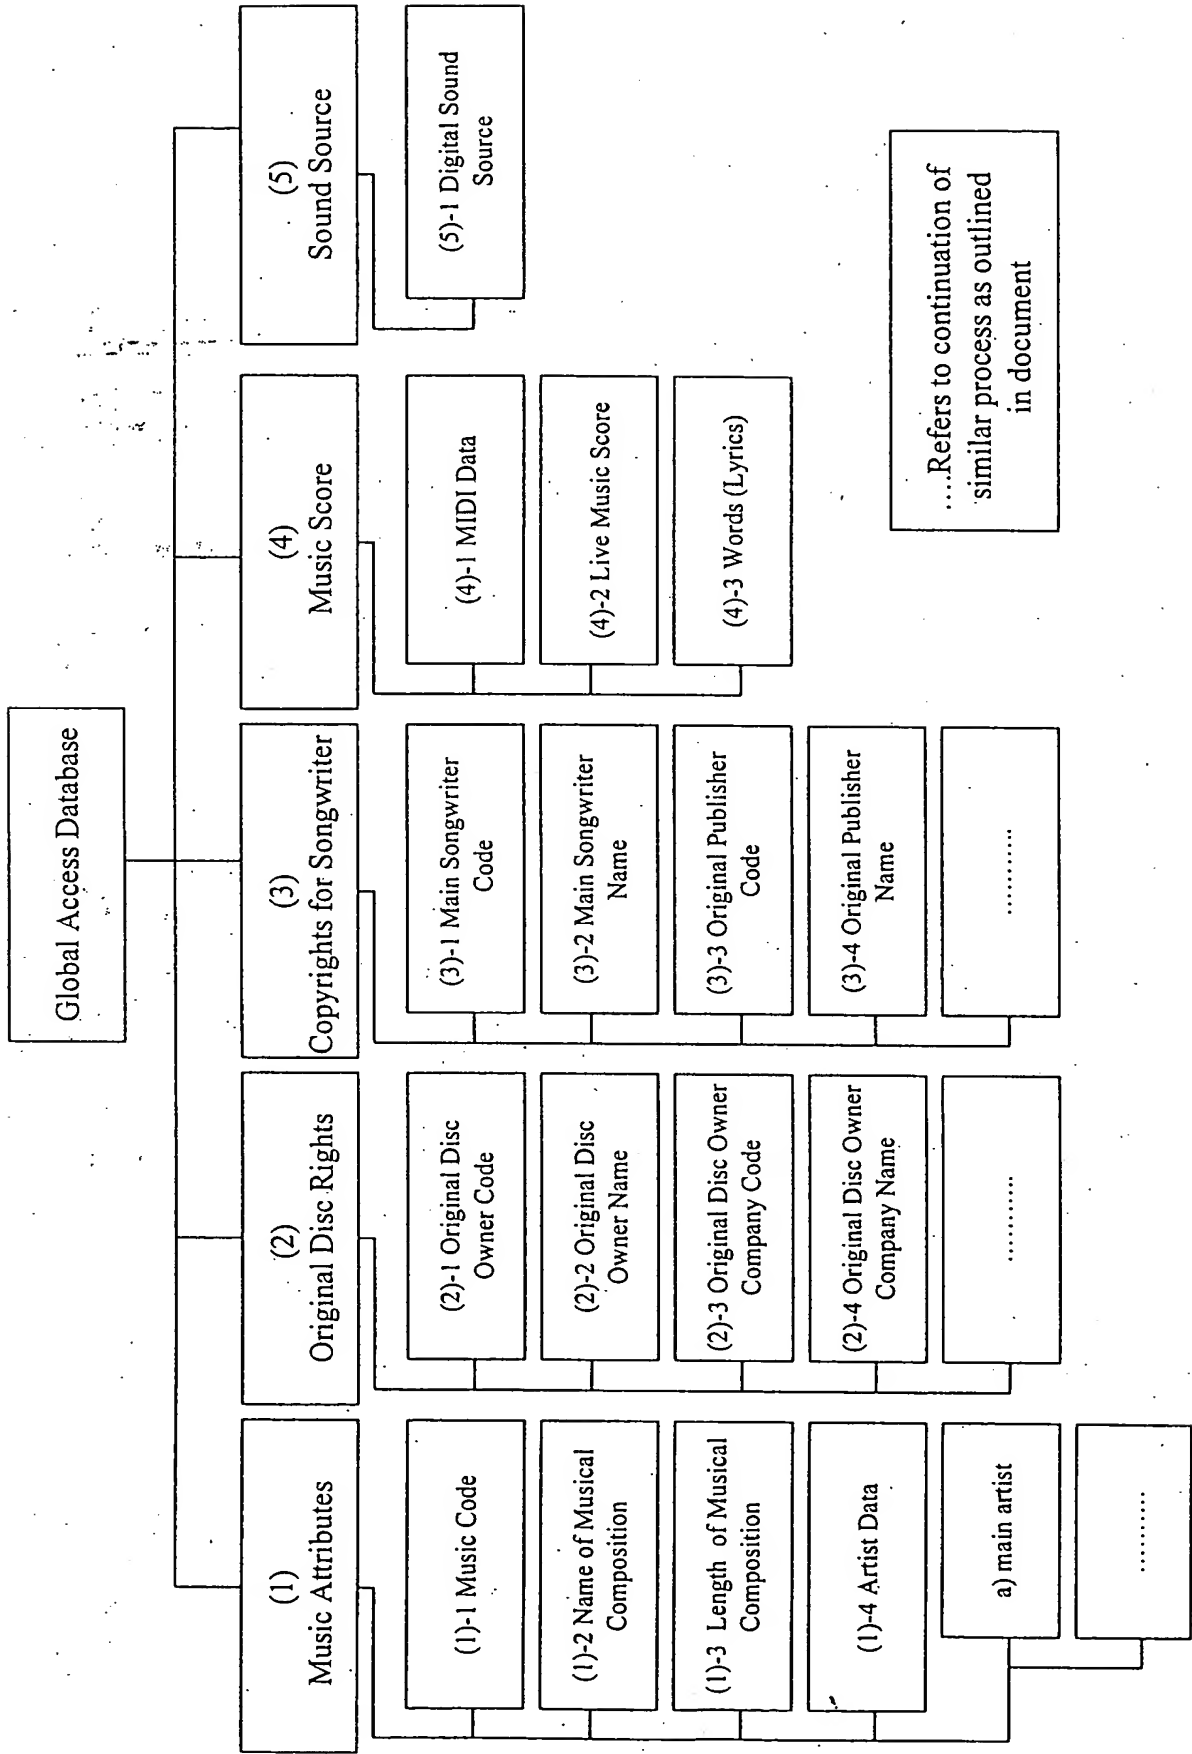 Global Access Database
(1)
Music Attributes
(1)-1 Music Code
(1)-2 Name of Musical
Composition
(1)-3 Length of Musical
Composition
(1)-4 Artist Data
a) main artist
..........
(2)
Original Disc Rights
(2)-1 Original Disc
Owner Code
(2)-2 Original Disc
Owner Name
(2)-3 Original Disc Owner
Company Code
(2)-4 Original Disc Owner
Company Name
..........
(3)
Copyrights for Songwriter
(3)-1 Main Songwriter
Code
(3)-2 Main Songwriter
Name
(3)-3 Original Publisher
Code
(3)-4 Original Publisher
Name
..........
(4)
Music Score
(4)-1 MIDI Data
(4)-2 Live Music Score
(4)-3 Words (Lyrics)
(5)
Sound Source
(5)-1 Digital Sound
Source
....Refers to continuation of
similar process as outlined
in document